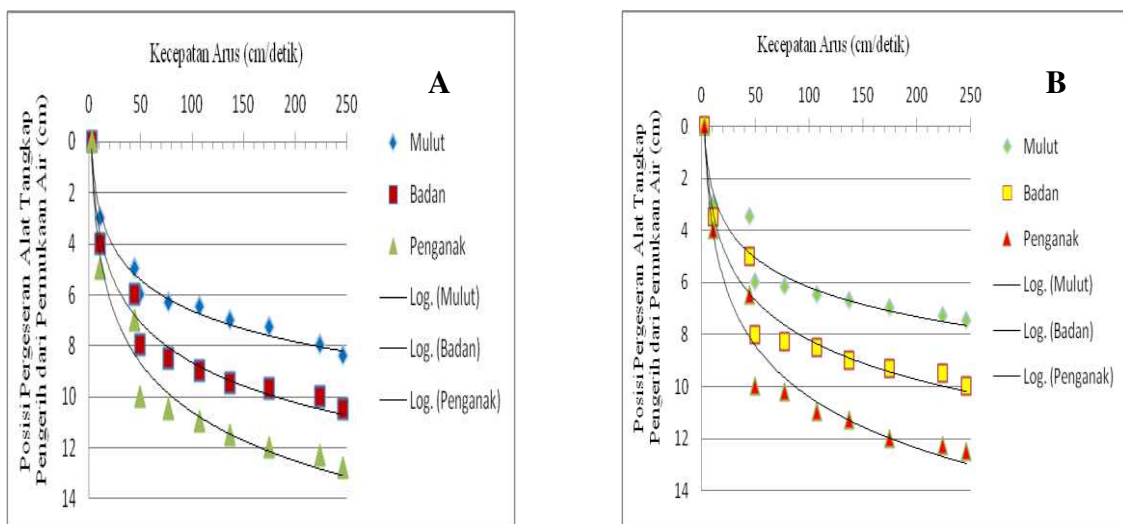 Kecepatan Arus (cm/detik)
A
0 50 100 150 200 250
Posisi Pergeseran Alat Tangkap
Pengerih dari Permukaan Air (cm)
0
2
4
6
8
10
12
14
Mulut
Badan
Penganak
Log. (Mulut)
Log. (Badan)
Log. (Penganak)
Kecepatan Arus (cm/detik)
B
0 50 100 150 200 250
Posisi Pergeseran Alat Tangkap
Pengerih dari Permukaan Air (cm)
0
2
4
6
8
10
12
14
Mulut
Badan
Penganak
Log. (Mulut)
Log. (Badan)
Log. (Penganak)